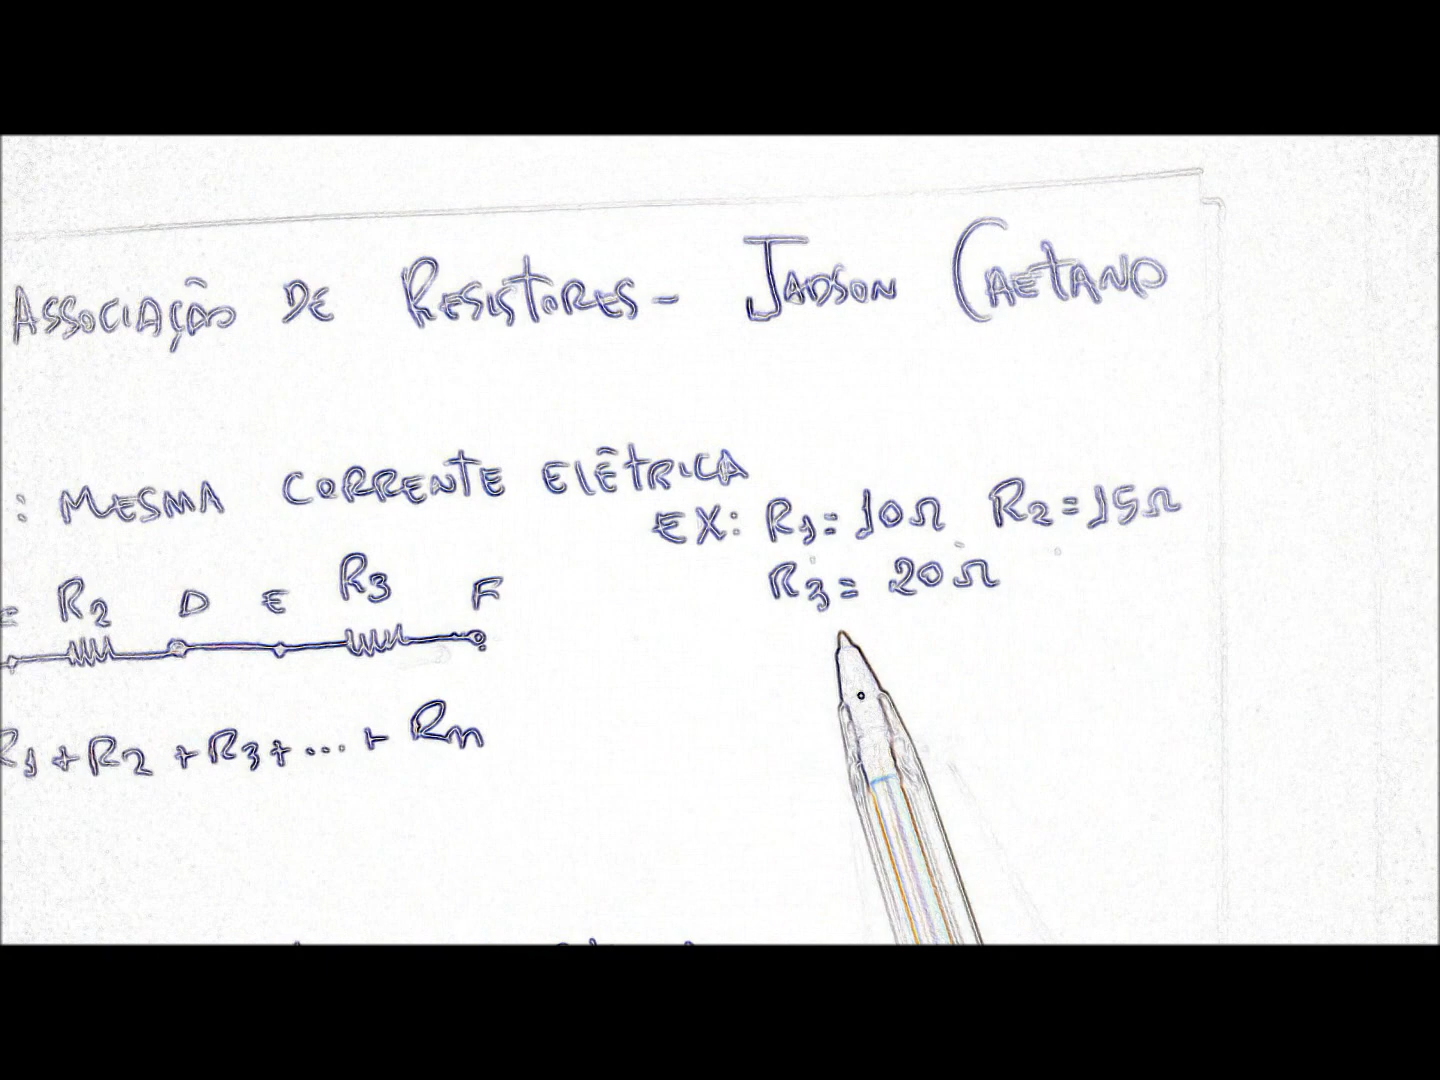 ASSOCIAÇÃO DE RESISTORES - JADSON CAETANO
: MESMA CORRENTE ELÉTRICA
EX: R1 = 10Ω R2 = 15Ω
R3 = 20Ω
= R2 D E R3 F
R1 + R2 + R3 + ... + Rn